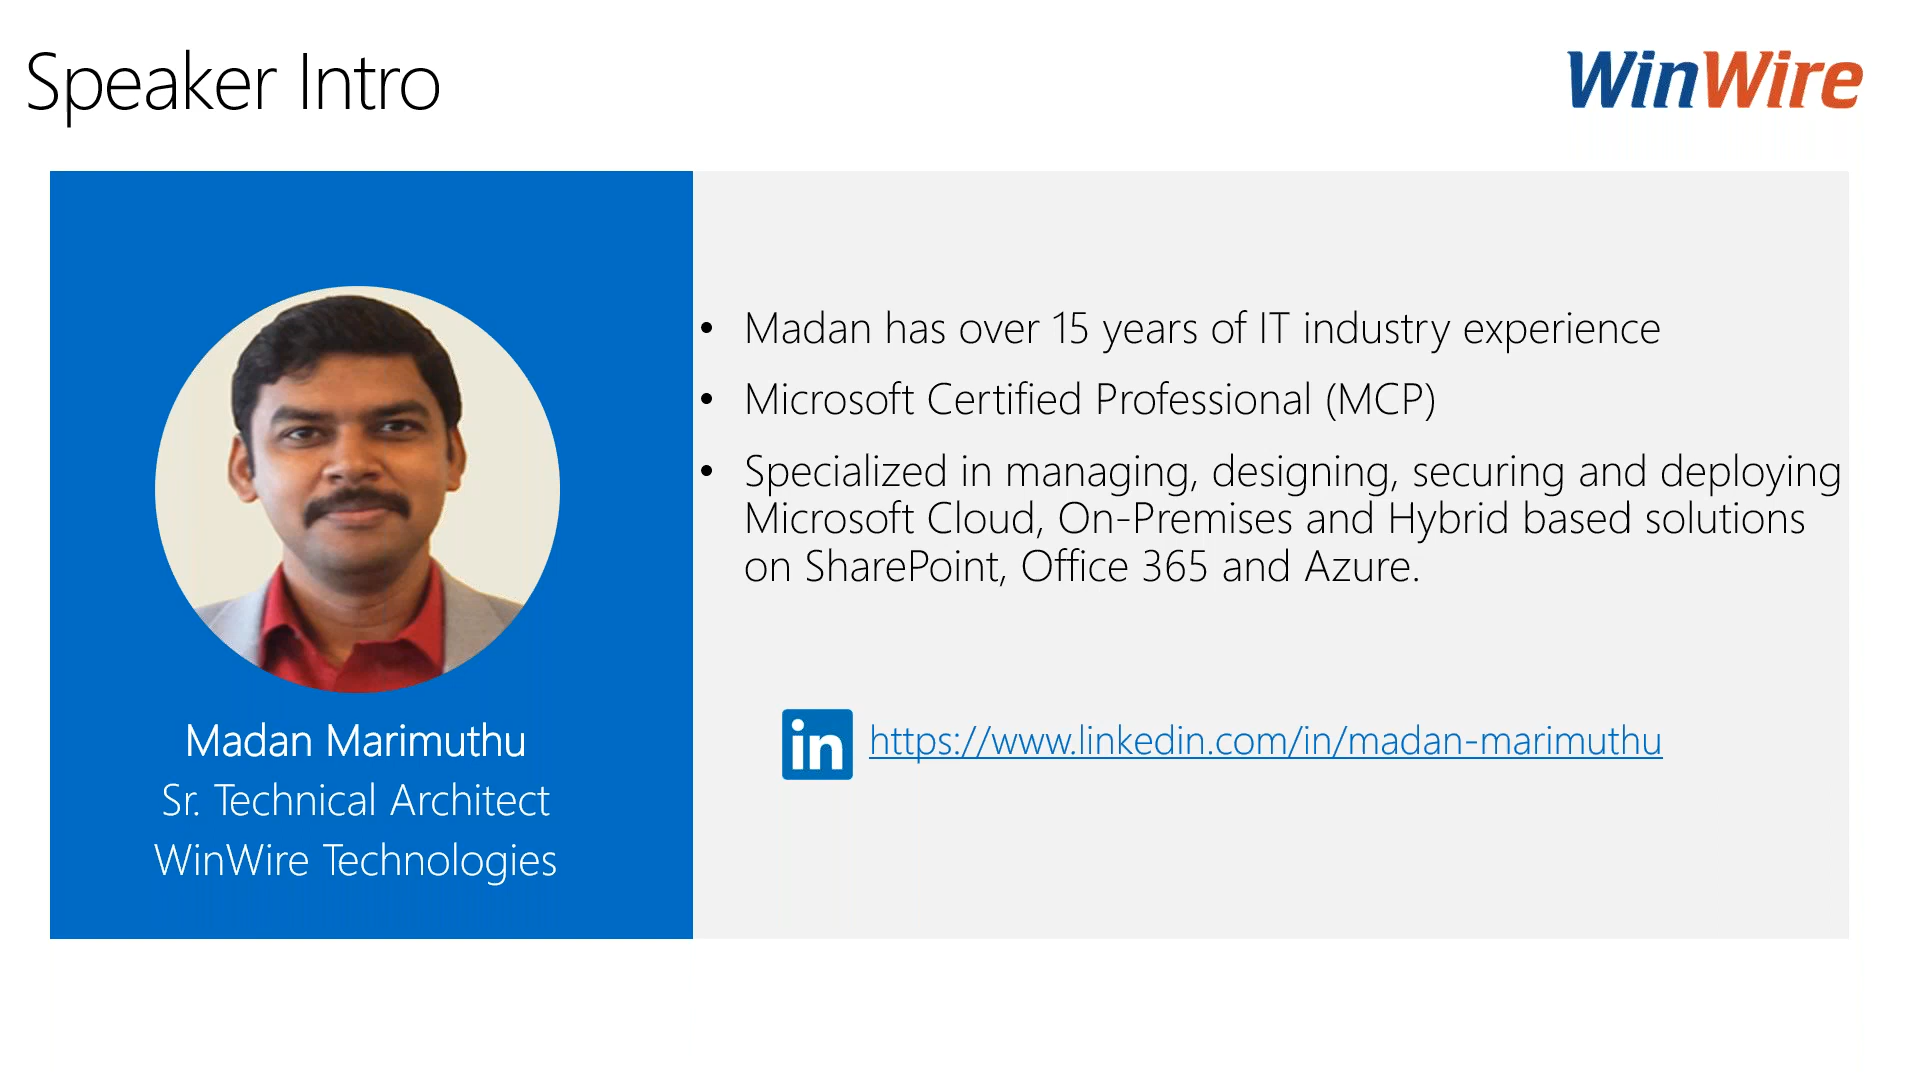 Speaker Intro
WinWire
• Madan has over 15 years of IT industry experience
• Microsoft Certified Professional (MCP)
• Specialized in managing, designing, securing and deploying
Microsoft Cloud, On-Premises and Hybrid based solutions
on SharePoint, Office 365 and Azure.
Madan Marimuthu
Sr. Technical Architect
WinWire Technologies
in https://www.linkedin.com/in/madan-marimuthu